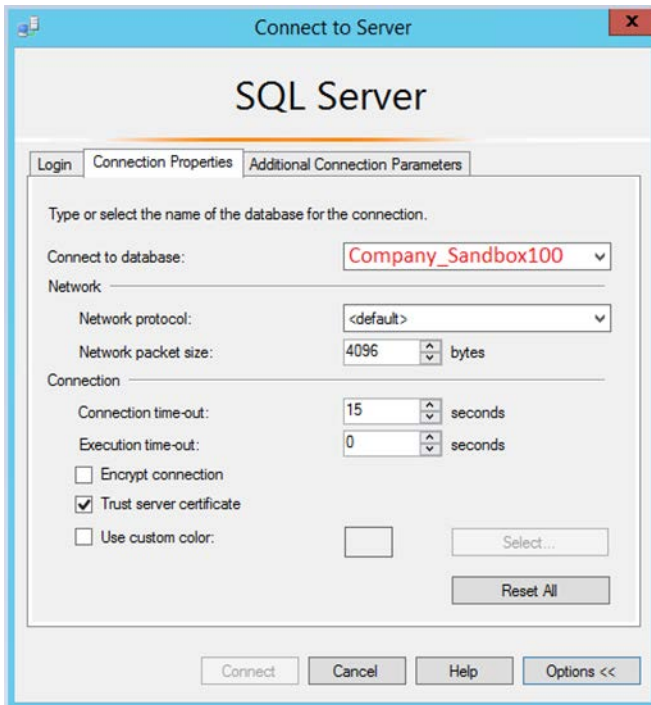 Connect to Server
x
SQL Server
Login Connection Properties Additional Connection Parameters
Type or select the name of the database for the connection.
Connect to database: Company_Sandbox100
Network
Network protocol: <default>
Network packet size: 4096 bytes
Connection
Connection time-out: 15 seconds
Execution time-out: 0 seconds
Encrypt connection
Trust server certificate
Use custom color: Select...
Reset All
Connect Cancel Help Options <<